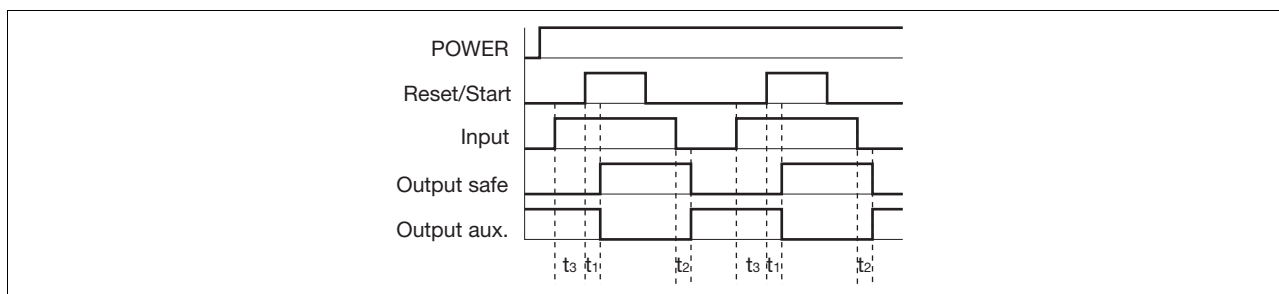 POWER
Reset/Start
Input
Output safe
Output aux.
t3 t1 t2 t3 t1 t2